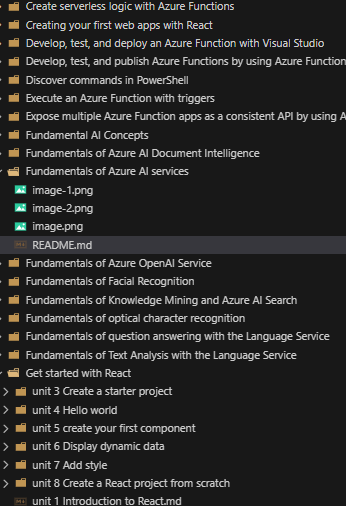 Create serverless logic with Azure Functions
Creating your first web apps with React
Develop, test, and deploy an Azure Function with Visual Studio
Develop, test, and publish Azure Functions by using Azure Function
Discover commands in PowerShell
Execute an Azure Function with triggers
Expose multiple Azure Function apps as a consistent API by using A
Fundamental AI Concepts
Fundamentals of Azure AI Document Intelligence
Fundamentals of Azure AI services
image-1.png
image-2.png
image.png
README.md
Fundamentals of Azure OpenAI Service
Fundamentals of Facial Recognition
Fundamentals of Knowledge Mining and Azure AI Search
Fundamentals of optical character recognition
Fundamentals of question answering with the Language Service
Fundamentals of Text Analysis with the Language Service
Get started with React
unit 3 Create a starter project
unit 4 Hello world
unit 5 create your first component
unit 6 Display dynamic data
unit 7 Add style
unit 8 Create a React project from scratch
unit 1 Introduction to React.md